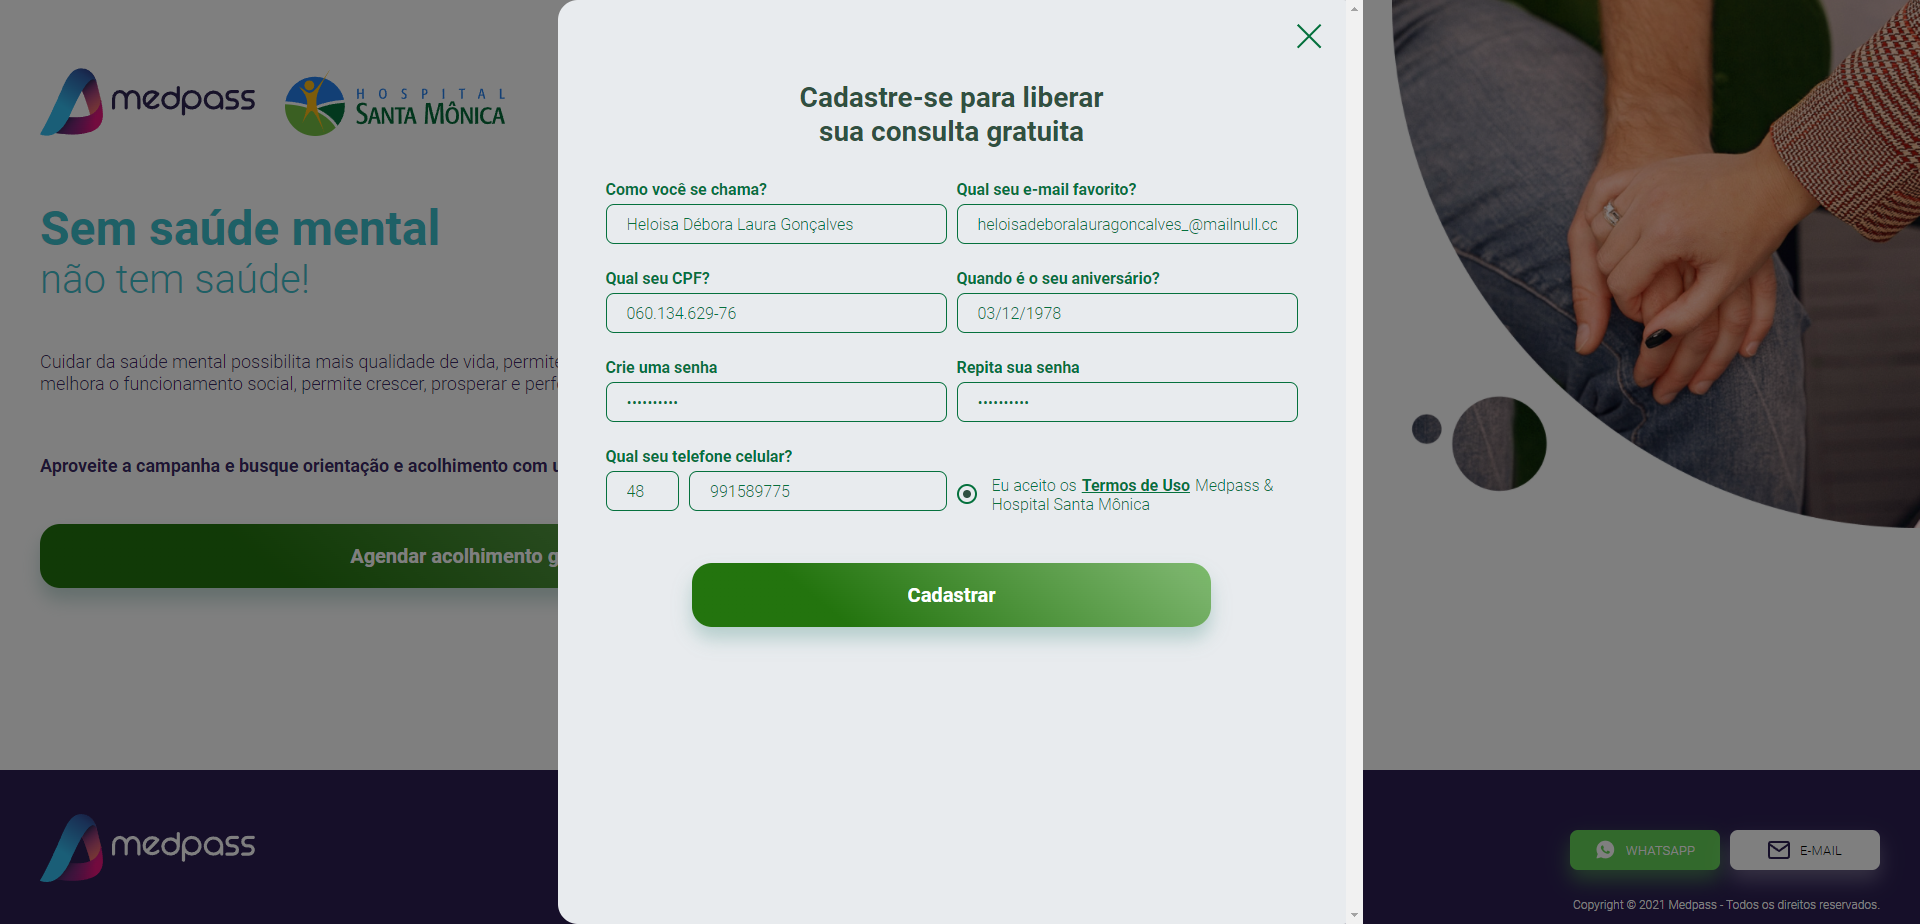 medpass
HOSPITAL
SANTA MÔNICA
Sem saúde mental
não tem saúde!
Cuidar da saúde mental possibilita mais qualidade de vida, permite
melhora o funcionamento social, permite crescer, prosperar e perf
Aproveite a campanha e busque orientação e acolhimento com u
Agendar acolhimento g
Cadastre-se para liberar
sua consulta gratuita
Como você se chama?
Heloisa Débora Laura Gonçalves
Qual seu e-mail favorito?
heloisadeboralauragoncalves_@mailnull.cc
Qual seu CPF?
060.134.629-76
Quando é o seu aniversário?
03/12/1978
Crie uma senha
••••••••••
Repita sua senha
••••••••••
Qual seu telefone celular?
48
991589775
Eu aceito os Termos de Uso Medpass &
Hospital Santa Mônica
Cadastrar
medpass
WHATSAPP
E-MAIL
Copyright © 2021 Medpass - Todos os direitos reservados.